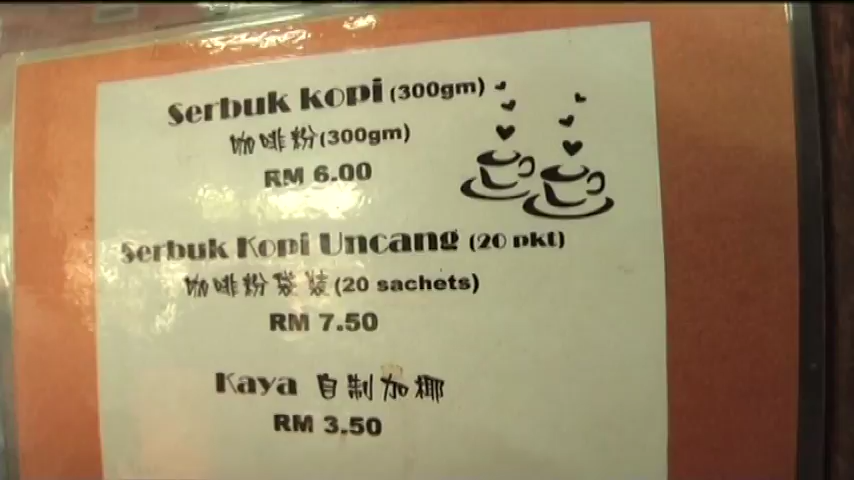 Serbuk Kopi (300gm)
咖啡粉(300gm)
RM 6.00
Serbuk Kopi Uncang (20 pkt)
咖啡粉袋装(20 sachets)
RM 7.50
Kaya 自制加椰
RM 3.50